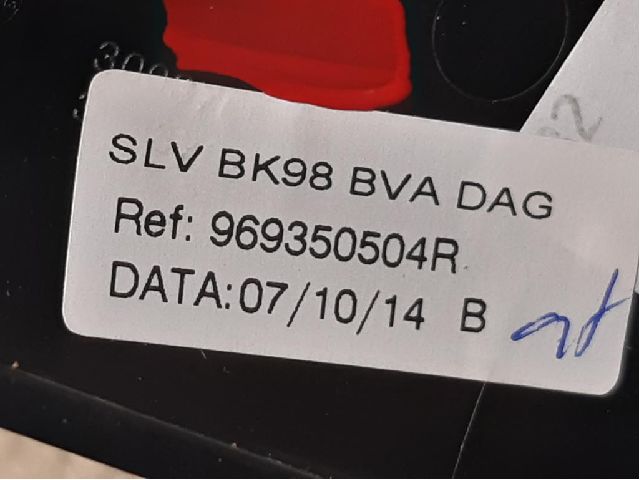 SLV BK98 BVA DAG
Ref: 969350504R
DATA:07/10/14 B